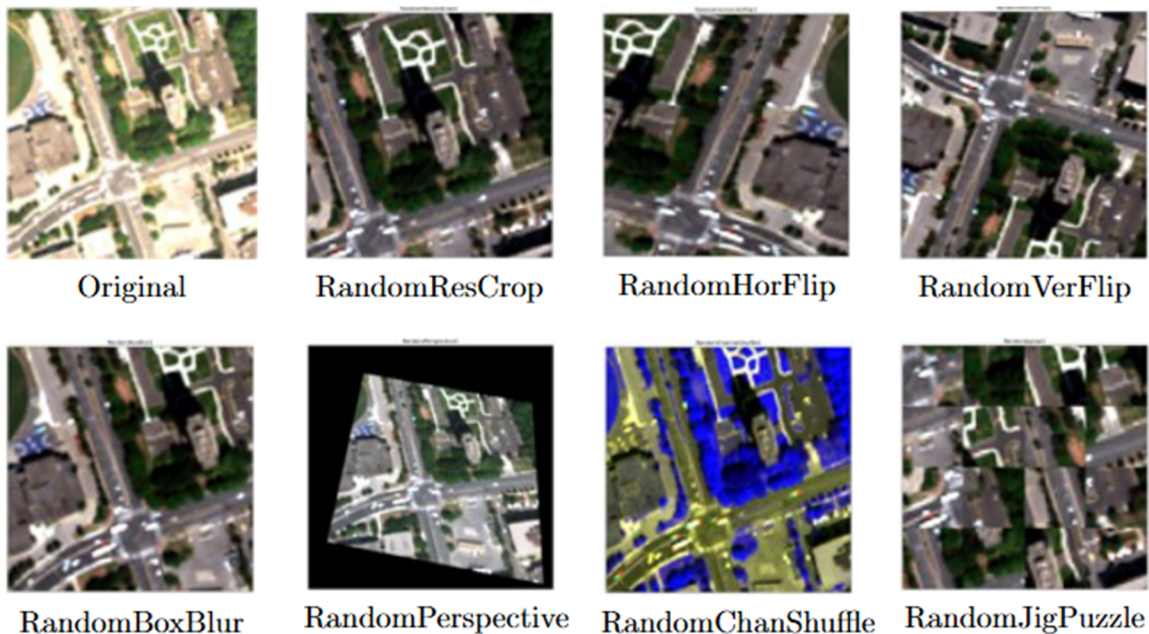 Original
RandomResCrop
RandomHorFlip
RandomVerFlip
RandomBoxBlur
RandomPerspective
RandomChanShuffle
RandomJigPuzzle